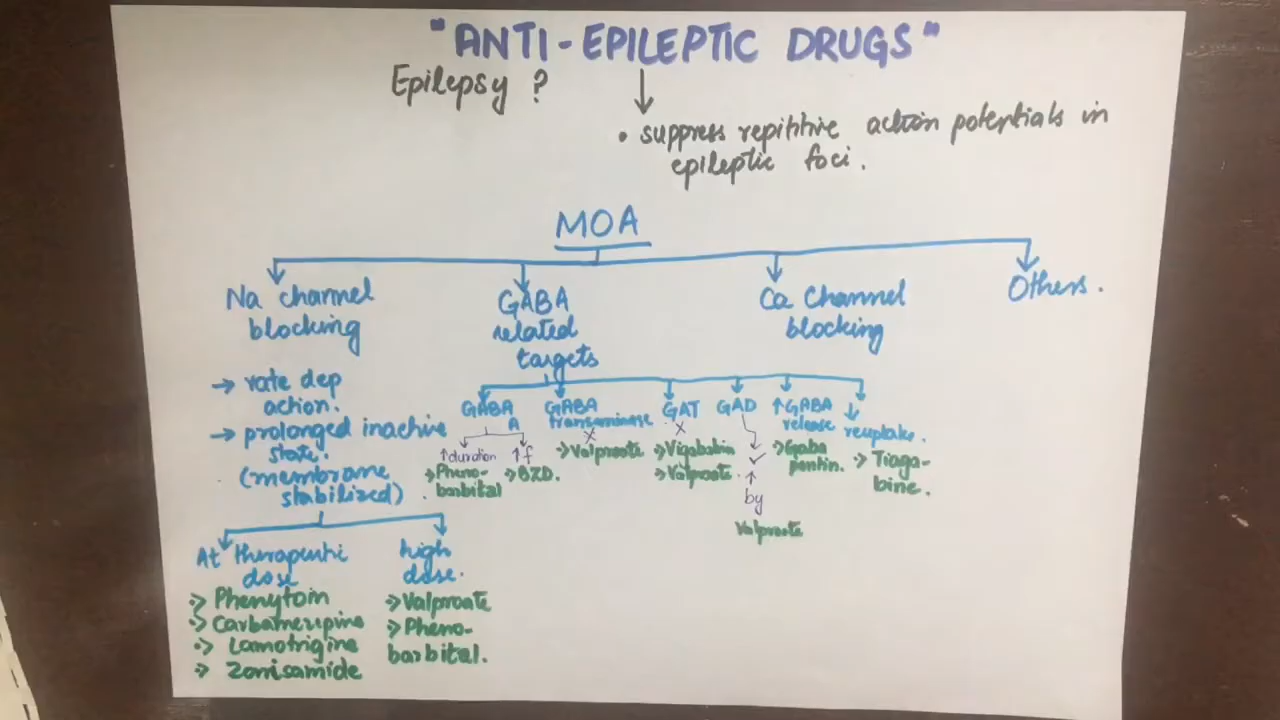 "ANTI-EPILEPTIC DRUGS"
Epilepsy ?
• suppress repititive action potentials in
epileptic foci.
MOA
Na channel
blocking
→ rate dep
action.
→ prolonged inactive
state.
(membrane
stabilized)
At therapeutic
dose
Phenytoin
Carbamezepine
Lamotrigine
Zonisamide
high
dose.
Valproate
Pheno-
barbital.
GABA
related
targets
GABA
A
↑duration
Pheno-
barbital
↑f
BZD.
GABA
transaminase
x
Valproate
GAT
x
Vigababin
Valproate
GAD
✓
↑
by
Valproate
↑GABA
release
Gaba
pentin.
↓
reuptake.
Tiaga-
bine.
Ca Channel
blocking
Others.